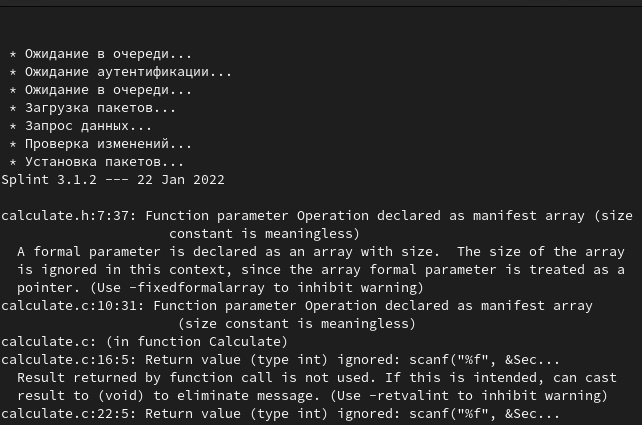 * Ожидание в очереди...
* Ожидание аутентификации...
* Ожидание в очереди...
* Загрузка пакетов...
* Запрос данных...
* Проверка изменений...
* Установка пакетов...
Splint 3.1.2 --- 22 Jan 2022
calculate.h:7:37: Function parameter Operation declared as manifest array (size
constant is meaningless)
A formal parameter is declared as an array with size.  The size of the array
is ignored in this context, since the array formal parameter is treated as a
pointer. (Use -fixedformalarray to inhibit warning)
calculate.c:10:31: Function parameter Operation declared as manifest array
(size constant is meaningless)
calculate.c: (in function Calculate)
calculate.c:16:5: Return value (type int) ignored: scanf("%f", &Sec...
Result returned by function call is not used. If this is intended, can cast
result to (void) to eliminate message. (Use -retvalint to inhibit warning)
calculate.c:22:5: Return value (type int) ignored: scanf("%f", &Sec...